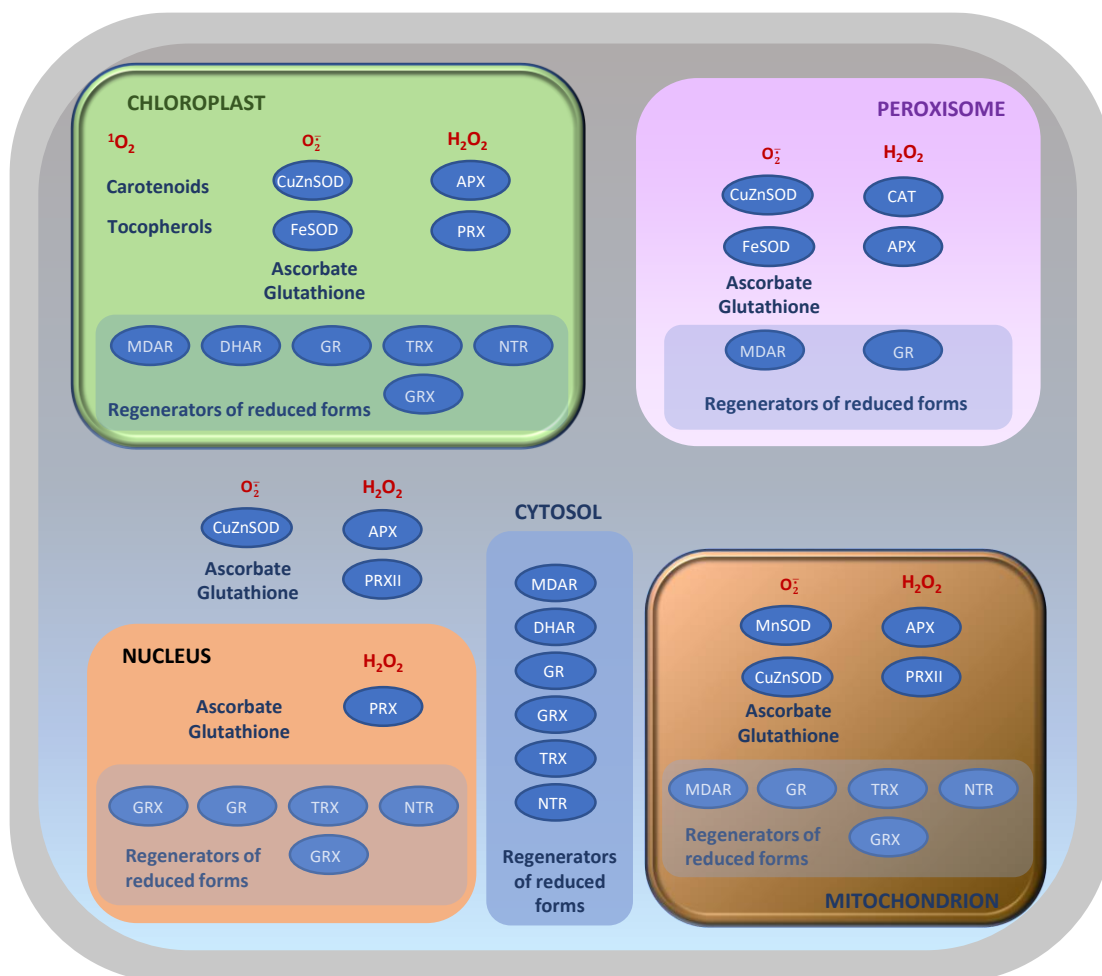 CHLOROPLAST
¹O₂
O₂•⁻
H₂O₂
Carotenoids
Tocopherols
CuZnSOD
FeSOD
APX
PRX
Ascorbate
Glutathione
MDAR
DHAR
GR
TRX
NTR
GRX
Regenerators of reduced forms
PEROXISOME
O₂•⁻
H₂O₂
CuZnSOD
CAT
FeSOD
APX
Ascorbate
Glutathione
MDAR
GR
Regenerators of reduced forms
O₂•⁻
H₂O₂
CuZnSOD
APX
PRXII
Ascorbate
Glutathione
CYTOSOL
MDAR
DHAR
GR
GRX
TRX
NTR
Regenerators
of reduced
forms
NUCLEUS
H₂O₂
PRX
Ascorbate
Glutathione
GRX
GR
TRX
NTR
GRX
Regenerators of
reduced forms
O₂•⁻
H₂O₂
MnSOD
APX
CuZnSOD
PRXII
Ascorbate
Glutathione
MDAR
GR
TRX
NTR
GRX
Regenerators of
reduced forms
MITOCHONDRION